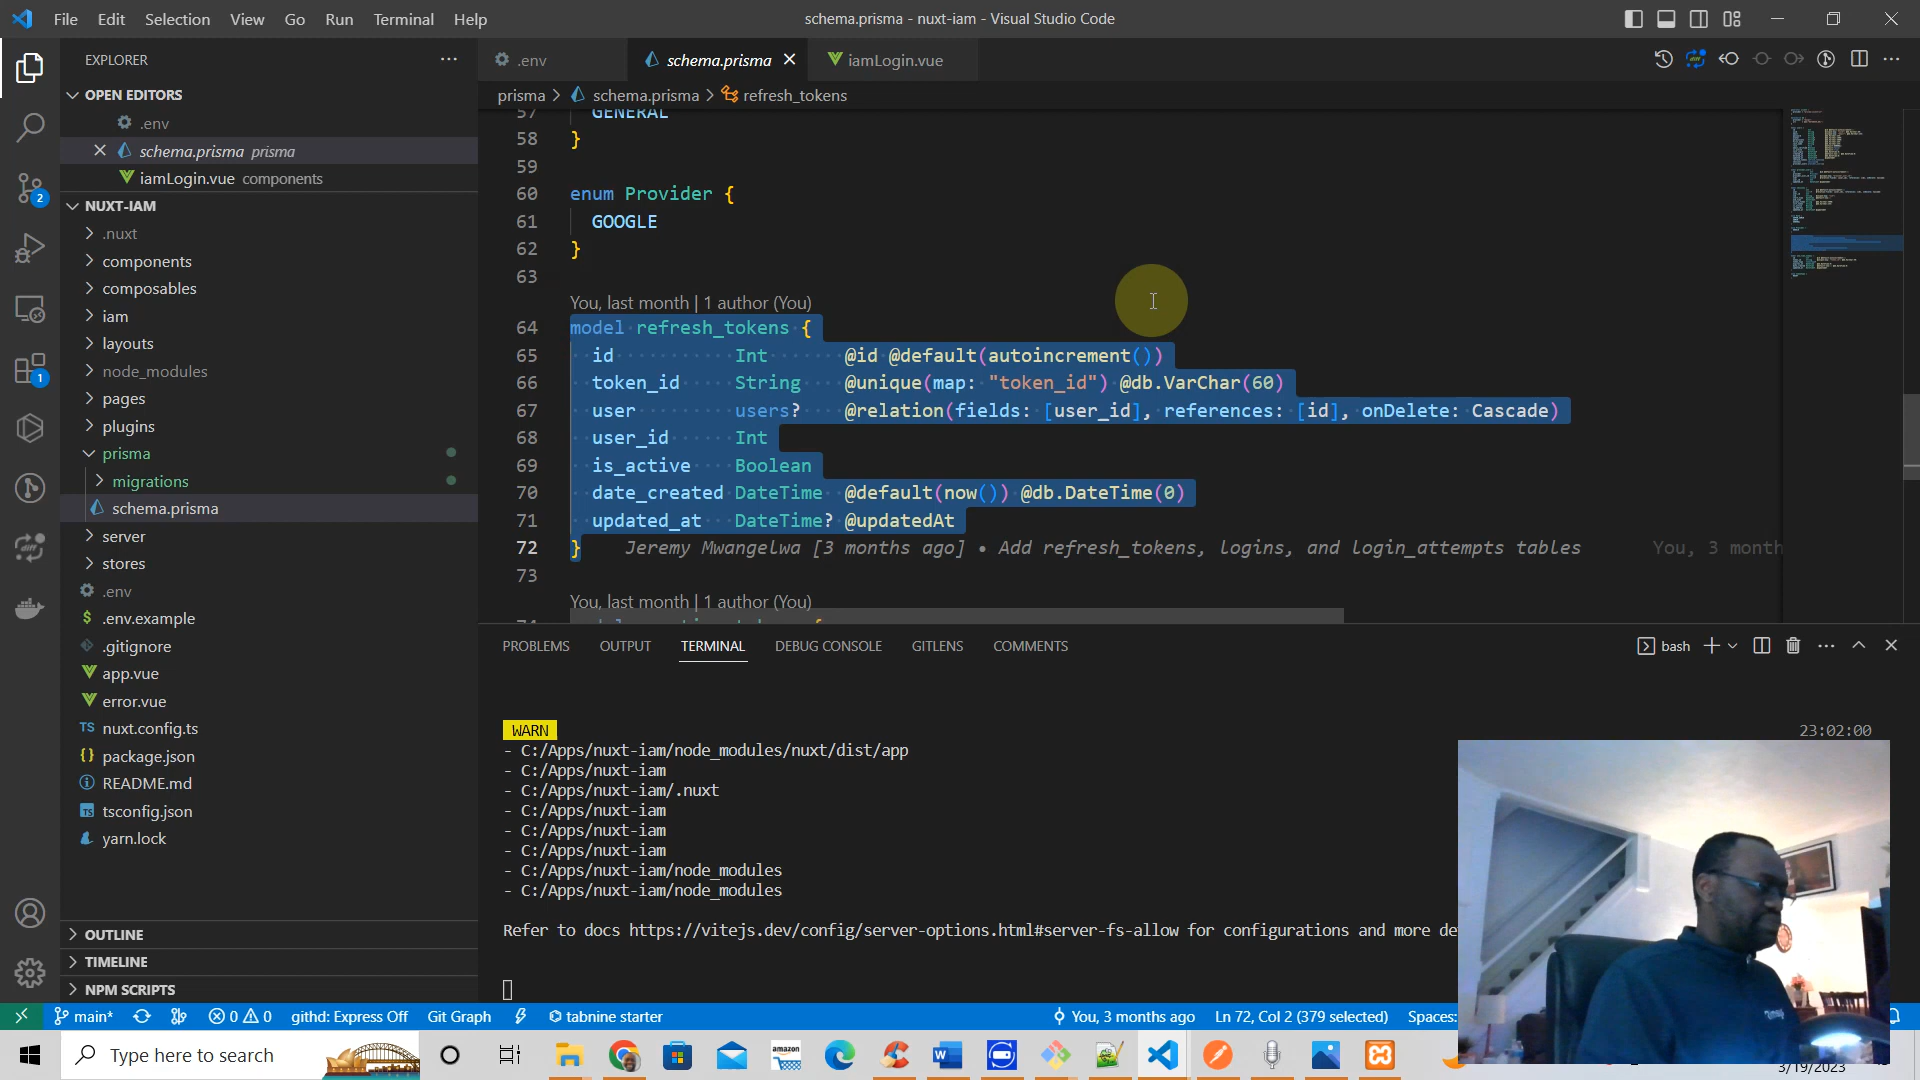 File Edit Selection View Go Run Terminal Help
schema.prisma - nuxt-iam - Visual Studio Code
EXPLORER
.env
schema.prisma
iamLogin.vue
prisma > schema.prisma > refresh_tokens
OPEN EDITORS
.env
schema.prisma prisma
iamLogin.vue components
NUXT-IAM
.nuxt
components
composables
iam
layouts
node_modules
pages
plugins
prisma
migrations
schema.prisma
server
stores
.env
.env.example
.gitignore
app.vue
error.vue
nuxt.config.ts
package.json
README.md
tsconfig.json
yarn.lock
OUTLINE
TIMELINE
NPM SCRIPTS
2
1
57 GENERAL
58 }
59
60 enum Provider {
61 GOOGLE
62 }
63
You, last month | 1 author (You)
64 model refresh_tokens {
65 id Int @id @default(autoincrement())
66 token_id String @unique(map: "token_id") @db.VarChar(60)
67 user users? @relation(fields: [user_id], references: [id], onDelete: Cascade)
68 user_id Int
69 is_active Boolean
70 date_created DateTime @default(now()) @db.DateTime(0)
71 updated_at DateTime? @updatedAt
72 } Jeremy Mwangelwa [3 months ago] • Add refresh_tokens, logins, and login_attempts tables You, 3 month
73
You, last month | 1 author (You)
PROBLEMS OUTPUT TERMINAL DEBUG CONSOLE GITLENS COMMENTS
bash
WARN 23:02:00
- C:/Apps/nuxt-iam/node_modules/nuxt/dist/app
- C:/Apps/nuxt-iam
- C:/Apps/nuxt-iam/.nuxt
- C:/Apps/nuxt-iam
- C:/Apps/nuxt-iam
- C:/Apps/nuxt-iam
- C:/Apps/nuxt-iam/node_modules
- C:/Apps/nuxt-iam/node_modules
Refer to docs https://vitejs.dev/config/server-options.html#server-fs-allow for configurations and more de
main* 0 0 githd: Express Off Git Graph tabnine starter You, 3 months ago Ln 72, Col 2 (379 selected) Spaces:
Type here to search
amazon
3/19/2023